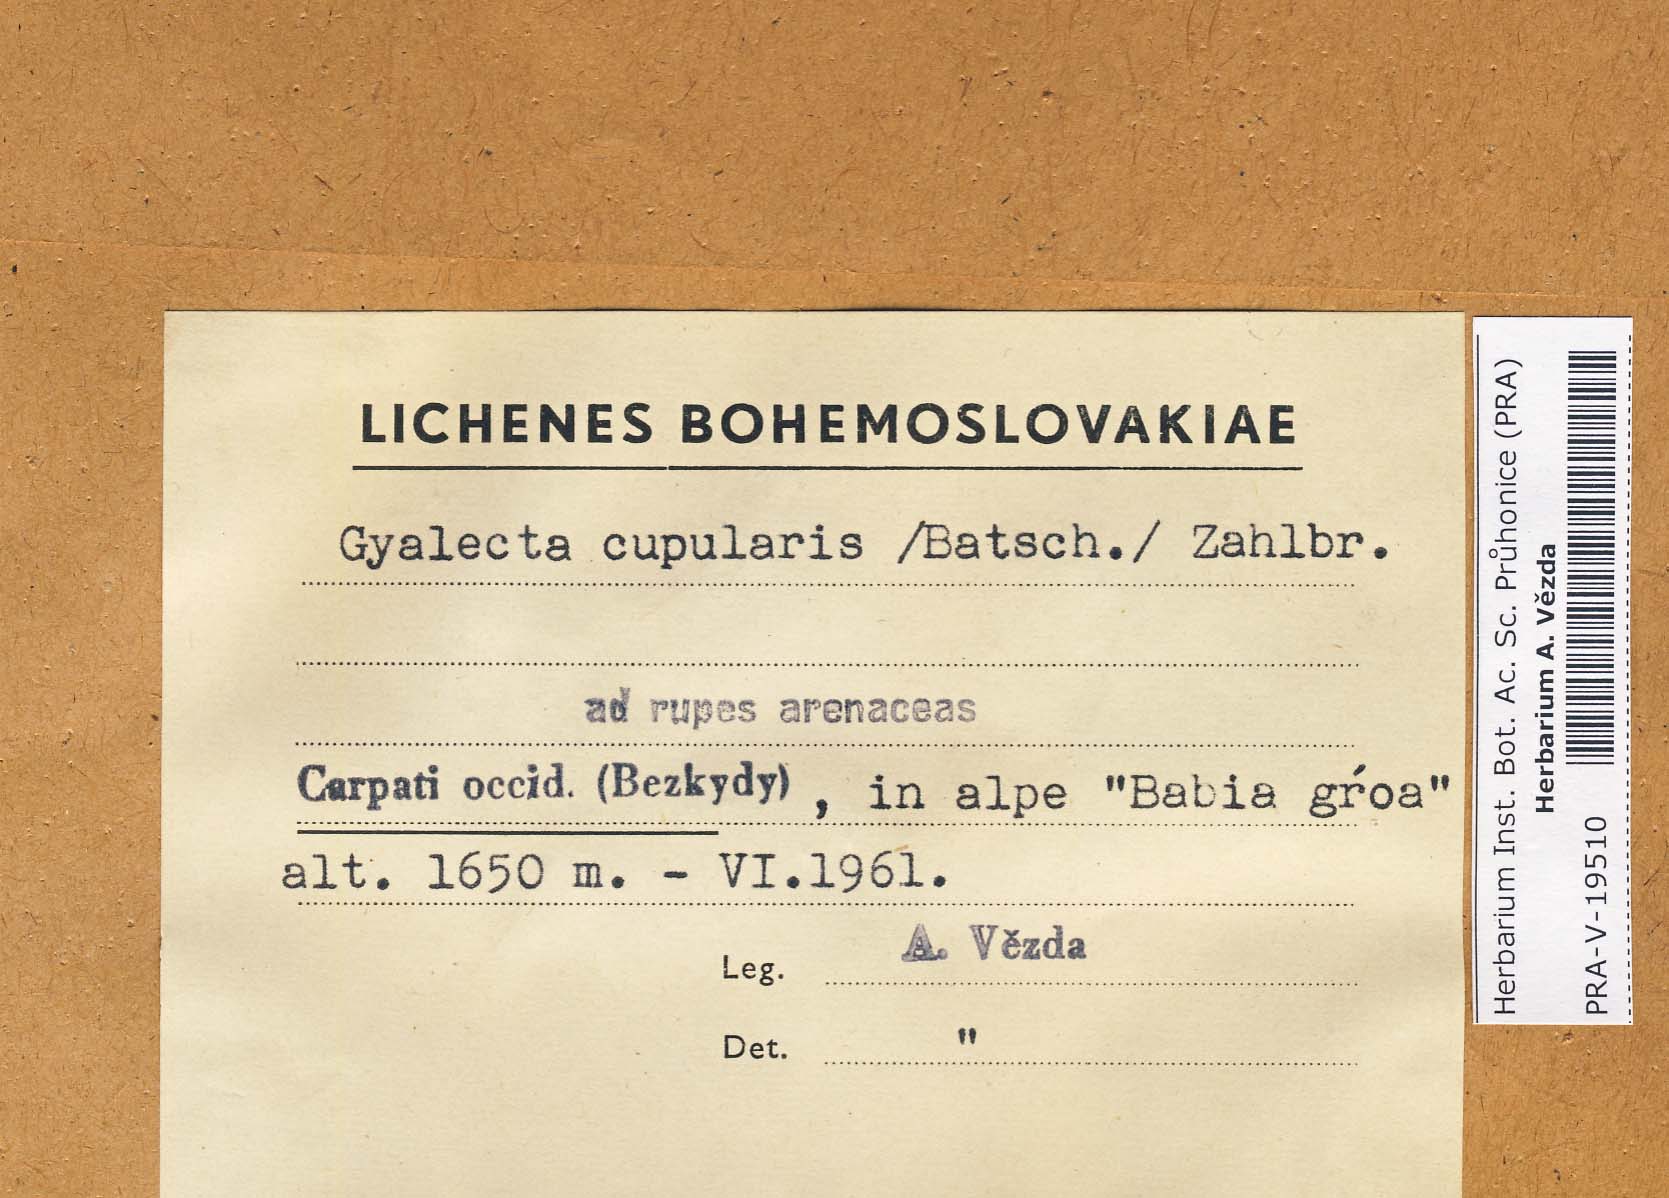 LICHENES BOHEMOSLOVAKIAE
Gyalecta cupularis /Batsch./ Zahlbr.
ad rupes arenaceas
Carpati occid. (Bezkydy), in alpe "Babia gŕoa"
alt. 1650 m. - VI.1961.
Leg. A. Vězda
Det. "
Herbarium Inst. Bot. Ac. Sc. Průhonice (PRA)
Herbarium A. Vězda
PRA-V-19510